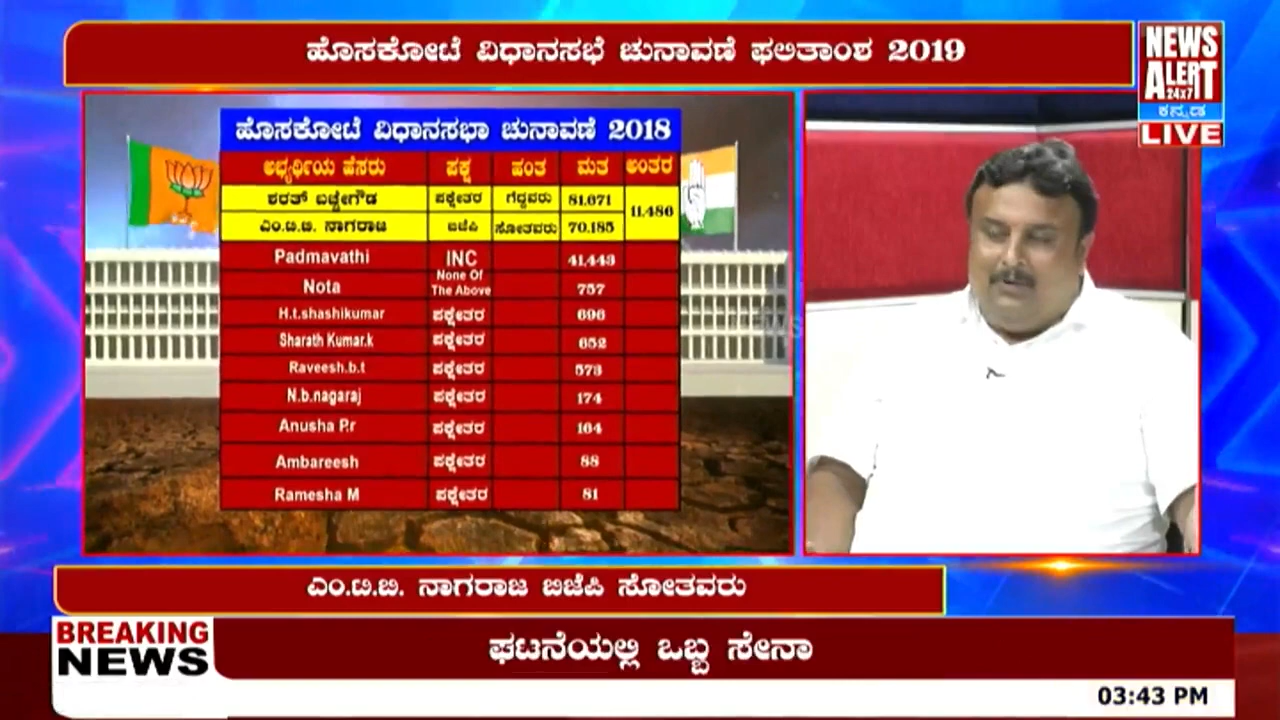 ಹೊಸಕೋಟೆ ವಿಧಾನಸಭೆ ಚುನಾವಣೆ ಫಲಿತಾಂಶ 2019
NEWS
ALERT
24x7
ಕನ್ನಡ
LIVE
ಹೊಸಕೋಟೆ ವಿಧಾನಸಭಾ ಚುನಾವಣೆ 2018
ಅಭ್ಯರ್ಥಿಯ ಹೆಸರು ಪಕ್ಷ ಹಂತ ಮತ ಅಂತರ
ಶರತ್ ಬಚ್ಚೇಗೌಡ ಪಕ್ಷೇತರ ಗೆದ್ದವರು 81,671 11,486
ಎಂ.ಟಿ.ಬಿ. ನಾಗರಾಜ ಬಿಜೆಪಿ ಸೋತವರು 70,185
Padmavathi INC 41,443
Nota None Of The Above 757
H.t.shashikumar ಪಕ್ಷೇತರ 696
Sharath Kumar.k ಪಕ್ಷೇತರ 652
Raveesh.b.t ಪಕ್ಷೇತರ 573
N.b.nagaraj ಪಕ್ಷೇತರ 174
Anusha P.r ಪಕ್ಷೇತರ 164
Ambareesh ಪಕ್ಷೇತರ 88
Ramesha M ಪಕ್ಷೇತರ 81
ಎಂ.ಟಿ.ಬಿ. ನಾಗರಾಜ ಬಿಜೆಪಿ ಸೋತವರು
BREAKING
NEWS
ಘಟನೆಯಲ್ಲಿ ಒಬ್ಬ ಸೇನಾ
03:43 PM